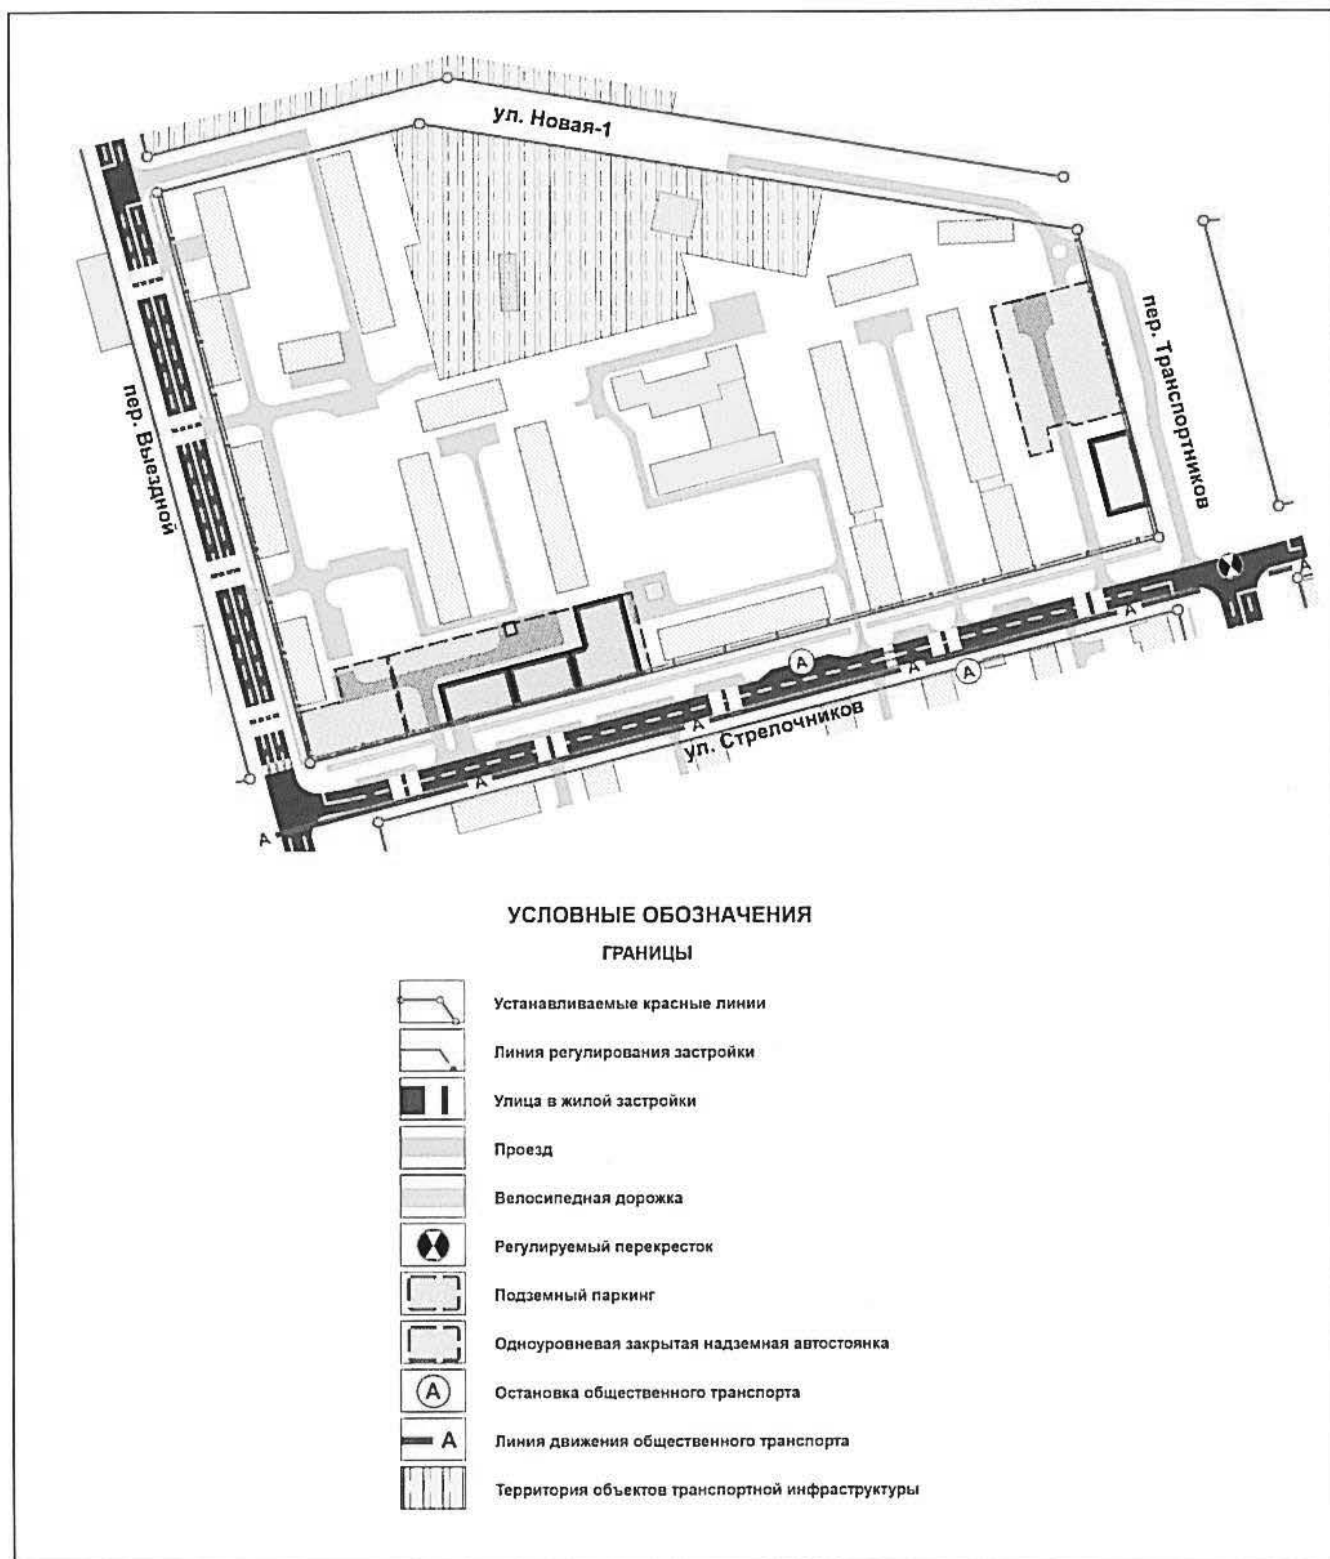 ул. Новая-1
пер. Выездной
пер. Транспортников
А
А
А
А
А
А
ул. Стрелочников
А
А
УСЛОВНЫЕ ОБОЗНАЧЕНИЯ
ГРАНИЦЫ
Устанавливаемые красные линии
Линия регулирования застройки
Улица в жилой застройки
Проезд
Велосипедная дорожка
Регулируемый перекресток
Подземный паркинг
Одноуровневая закрытая надземная автостоянка
А Остановка общественного транспорта
А Линия движения общественного транспорта
Территория объектов транспортной инфраструктуры